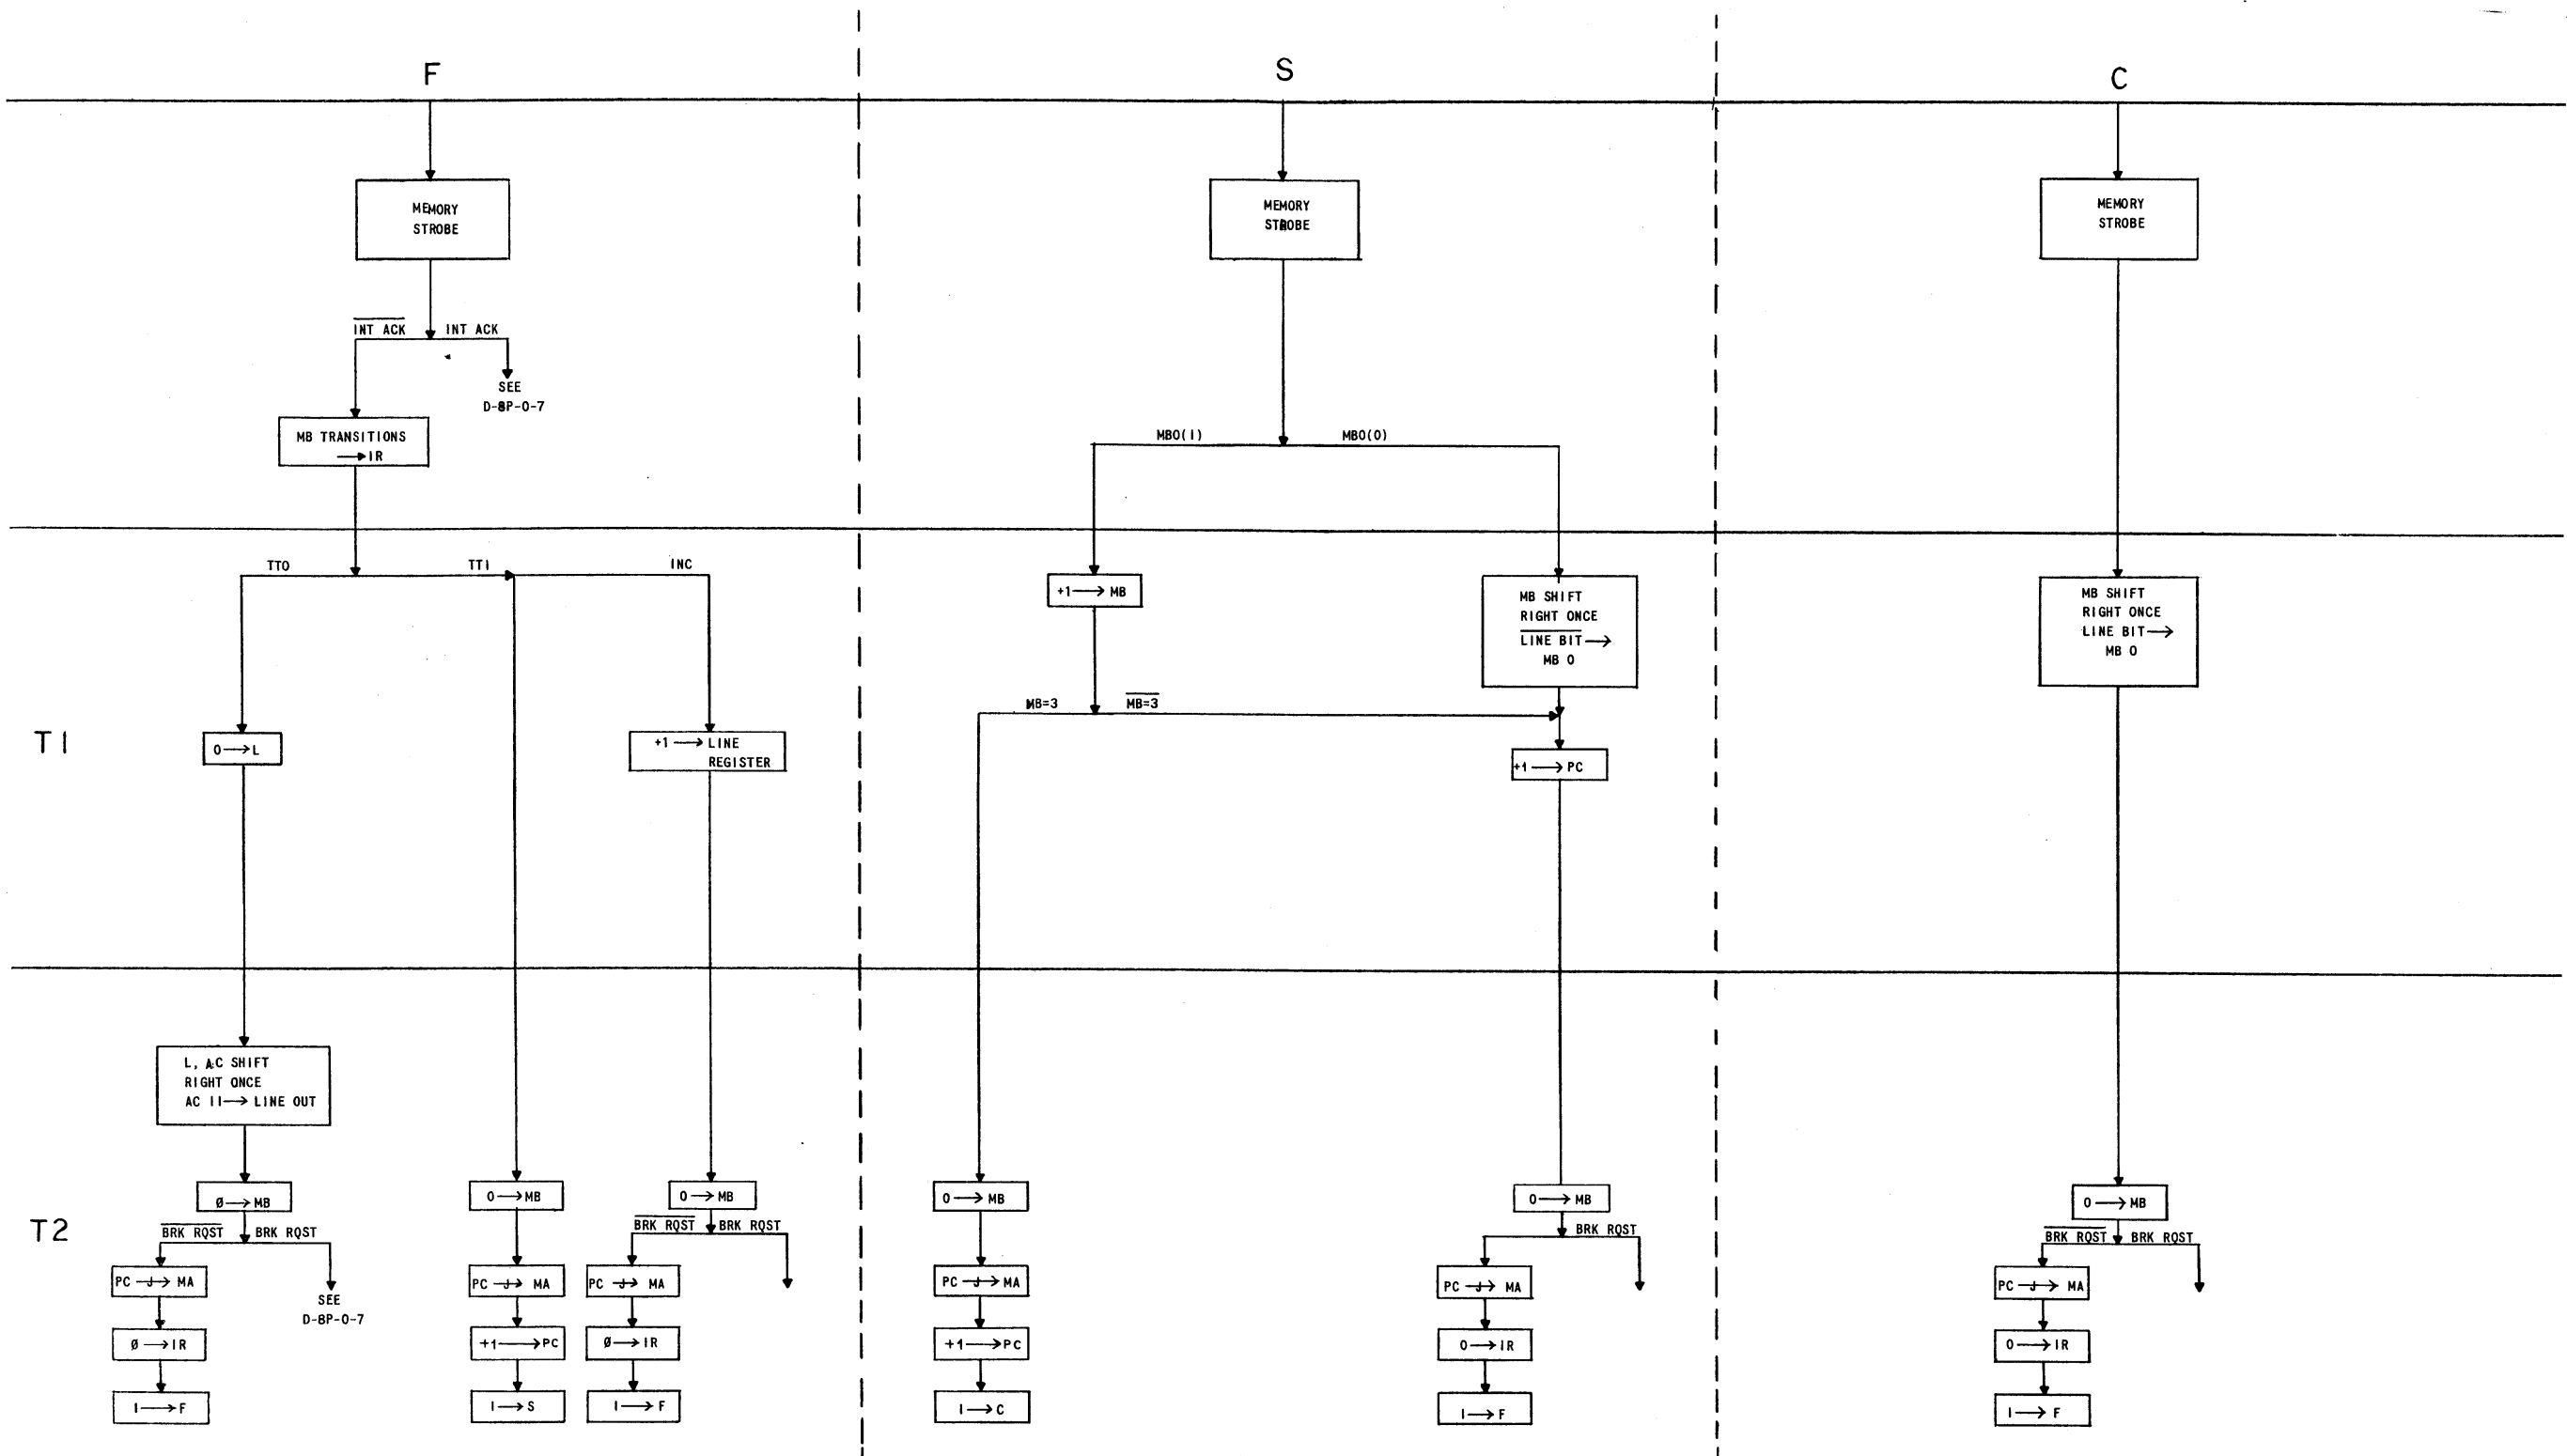 F
S
C
MEMORY
STROBE
MEMORY
STROBE
MEMORY
STROBE
INT ACK
INT ACK
SEE
D-8P-0-7
MB TRANSITIONS
→IR
MB0(1)
MB0(0)
T1
TTO
TTI
INC
+1→MB
MB SHIFT
RIGHT ONCE
LINE BIT→
MB 0
MB SHIFT
RIGHT ONCE
LINE BIT→
MB 0
MB=3
MB=3
0→L
+1→LINE
REGISTER
+1→PC
T2
L, AC SHIFT
RIGHT ONCE
AC 11→LINE OUT
Ø→MB
0→MB
0→MB
0→MB
0→MB
0→MB
BRK RQST
BRK RQST
BRK RQST
BRK RQST
BRK RQST
BRK RQST
BRK RQST
PC -J→ MA
SEE
D-8P-0-7
PC -J→ MA
PC -J→ MA
PC -J→ MA
PC -J→ MA
PC -J→ MA
Ø→IR
+1→PC
Ø→IR
+1→PC
0→IR
0→IR
1→F
1→S
1→F
1→C
1→F
1→F